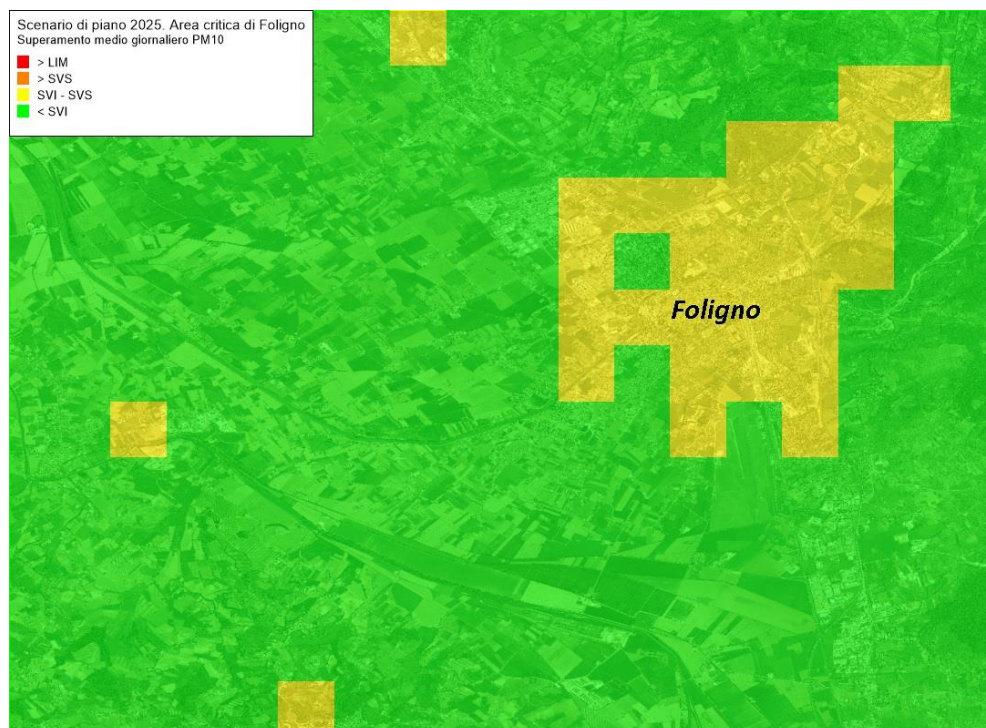 Scenario di piano 2025. Area critica di Foligno
Superamento medio giornaliero PM10
> LIM
> SVS
SVI - SVS
< SVI
Foligno